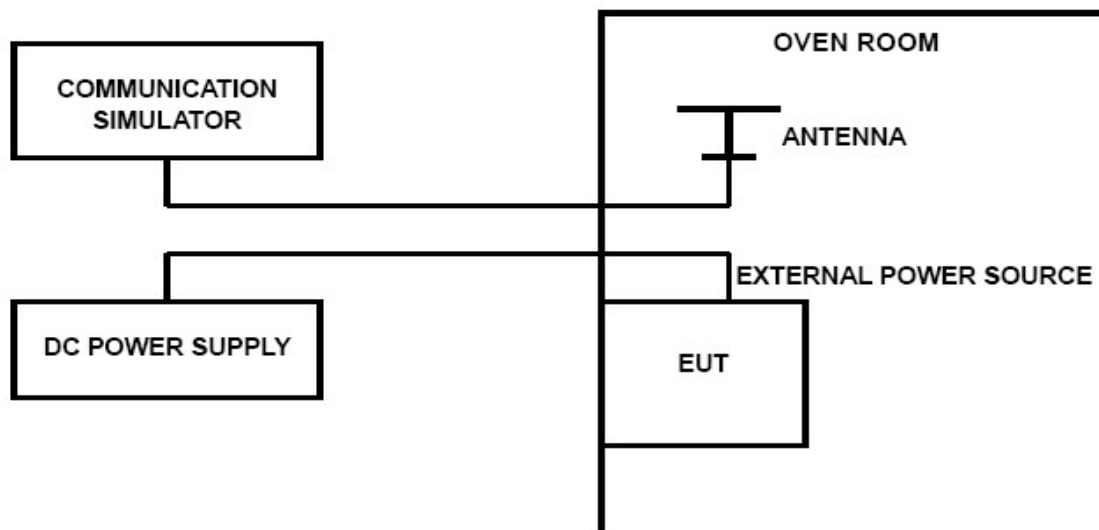 OVEN ROOM
COMMUNICATION
SIMULATOR
ANTENNA
EXTERNAL POWER SOURCE
DC POWER SUPPLY
EUT